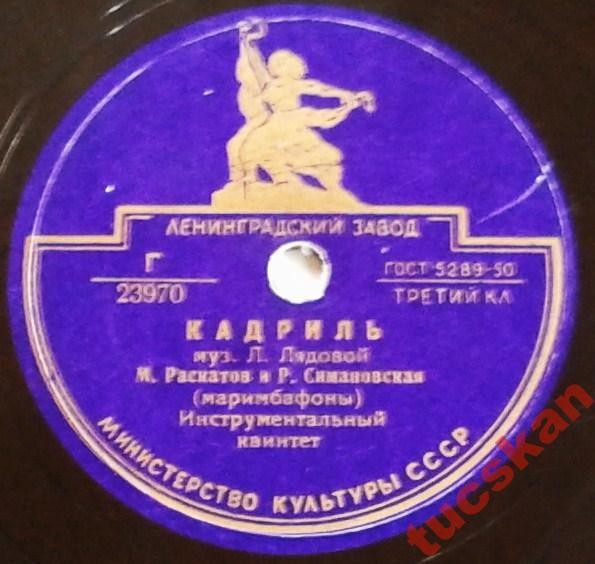 ЛЕНИНГРАДСКИЙ ЗАВОД
Г
23970
ГОСТ 5289-50
ТРЕТИЙ КЛ
КАДРИЛЬ
муз. Л. Лядовой
М. Раскатов и Р. Симановская
(маримбафоны)
Инструментальный
квинтет
МИНИСТЕРСТВО КУЛЬТУРЫ СССР
tucskan